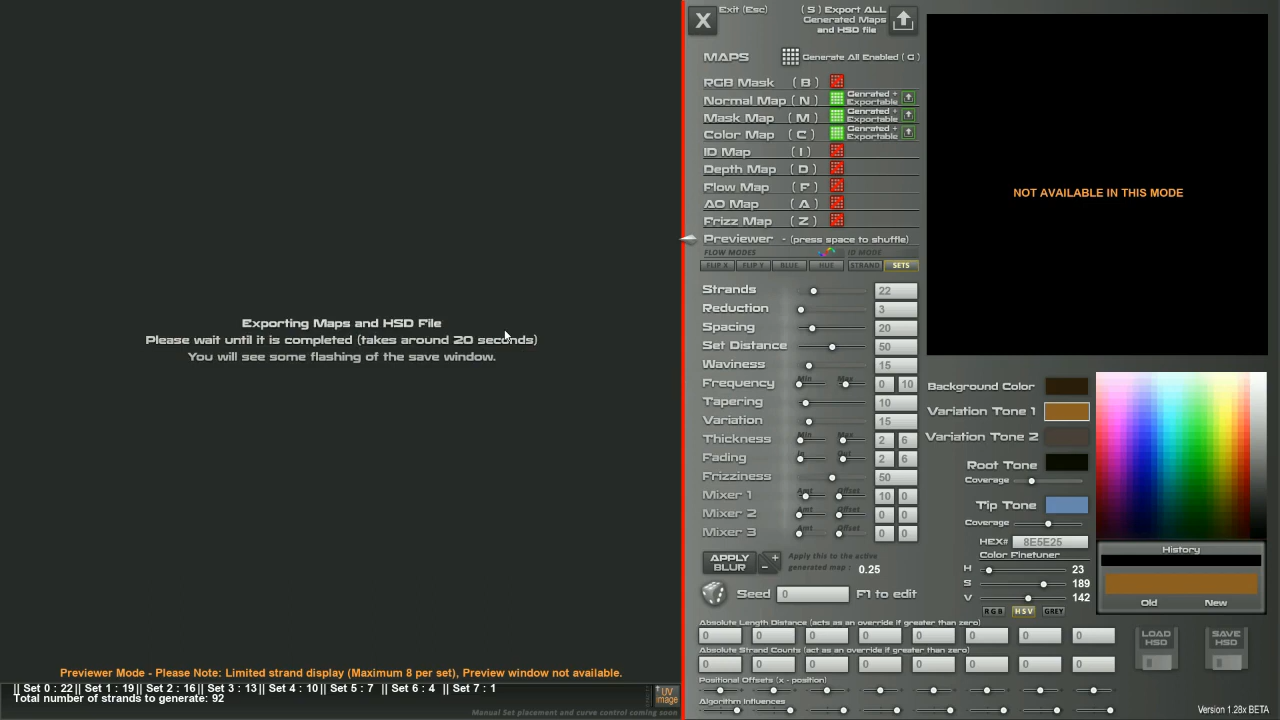 X Exit (Esc)
( S ) Export ALL
Generated Maps
and HSD file
MAPS
Generate All Enabled ( G )
RGB Mask ( B )
Normal Map ( N ) Genrated + Exportable
Mask Map ( M ) Genrated + Exportable
Color Map ( C ) Genrated + Exportable
ID Map ( I )
Depth Map ( D )
Flow Map ( F )
AO Map ( A )
Frizz Map ( Z )
Previewer - (press space to shuffle)
FLOW MODES ID MODE
FLIP X FLIP Y BLUE HUE STRAND SETS
NOT AVAILABLE IN THIS MODE
Exporting Maps and HSD File
Please wait until it is completed (takes around 20 seconds)
You will see some flashing of the save window.
Strands 22
Reduction 3
Spacing 20
Set Distance 50
Waviness 15
Min Max
Frequency 0 10
Tapering 10
Variation 15
Min Max
Thickness 2 6
In Out
Fading 2 6
Frizziness 50
Amt Offset
Mixer 1 10 0
Amt Offset
Mixer 2 0 0
Amt Offset
Mixer 3 0 0
APPLY
BLUR
+
-
Apply this to the active
generated map : 0.25
Seed 0 F1 to edit
Background Color
Variation Tone 1
Variation Tone 2
Root Tone
Coverage
Tip Tone
Coverage
HEX# 8E5E25
Color Finetuner
H 23
S 189
V 142
RGB HSV GREY
History
Old New
Absolute Length Distance (acts as an override if greater than zero)
0 0 0 0 0 0 0 0
Absolute Strand Counts (act as an override if greater than zero)
0 0 0 0 0 0 0 0
Positional Offsets (x - position)
Algorithm Influences
LOAD
HSD
SAVE
HSD
Version 1.28x BETA
Previewer Mode - Please Note: Limited strand display (Maximum 8 per set), Preview window not available.
|| Set 0 : 22 || Set 1 : 19 || Set 2 : 16 || Set 3 : 13 || Set 4 : 10 || Set 5 : 7 || Set 6 : 4 || Set 7 : 1
Total number of strands to generate: 92
UV
image
Manual Set placement and curve control coming soon